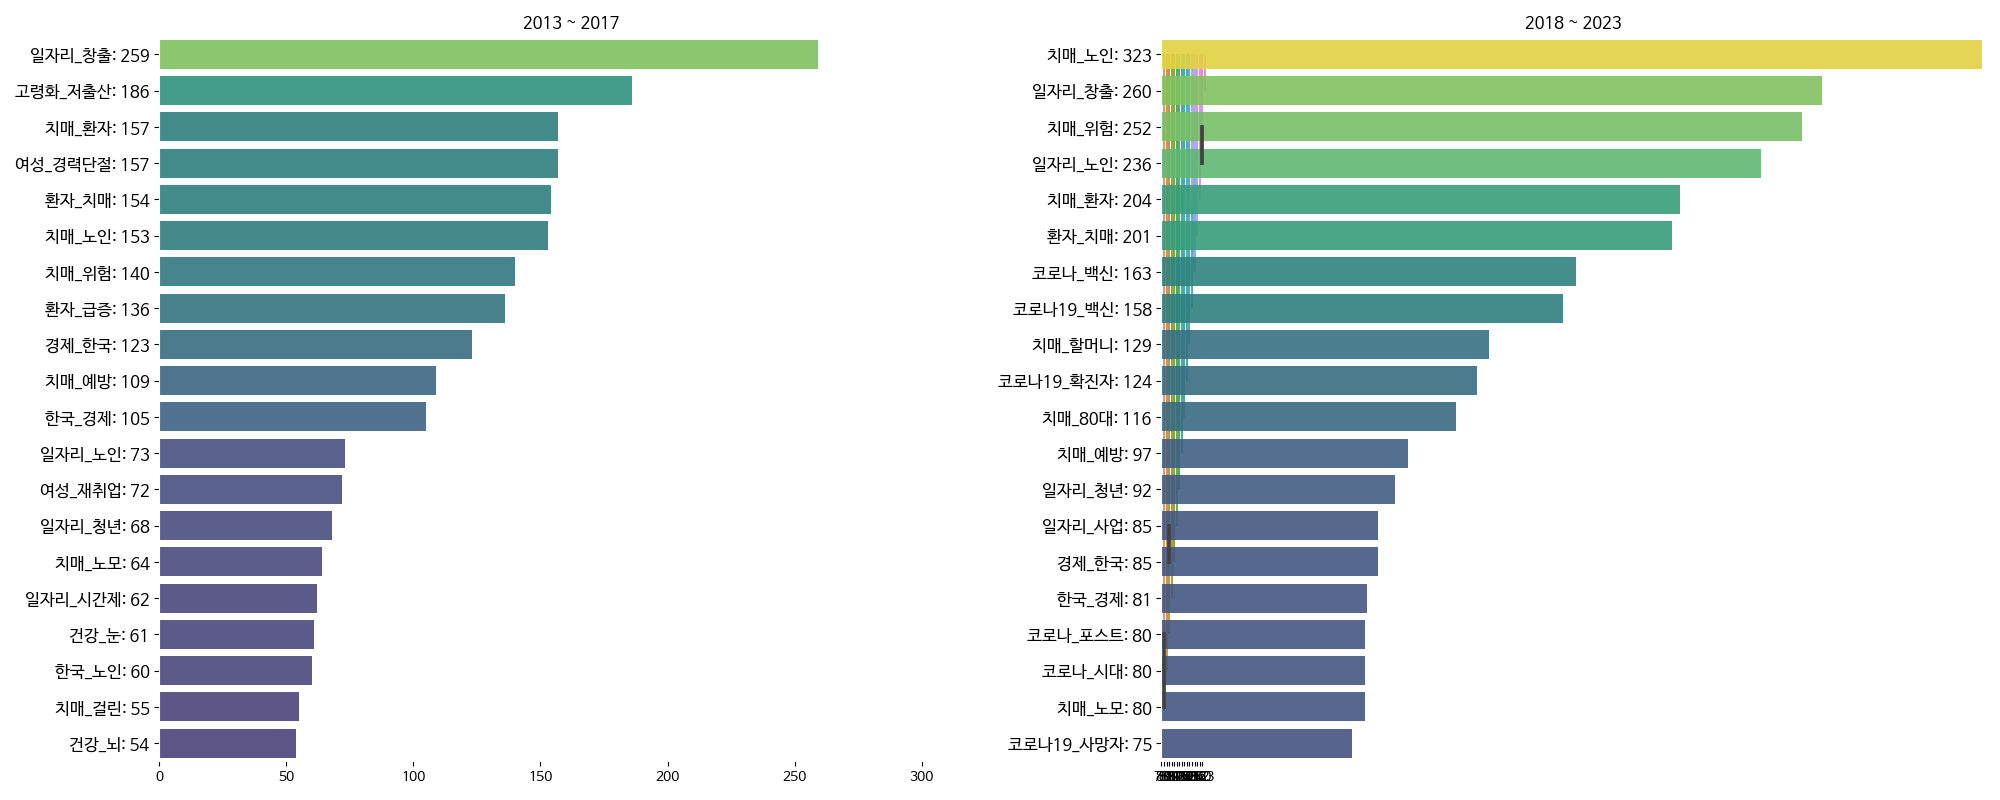 2013 ~ 2017
일자리_창출: 259
고령화_저출산: 186
치매_환자: 157
여성_경력단절: 157
환자_치매: 154
치매_노인: 153
치매_위험: 140
환자_급증: 136
경제_한국: 123
치매_예방: 109
한국_경제: 105
일자리_노인: 73
여성_재취업: 72
일자리_청년: 68
치매_노모: 64
일자리_시간제: 62
건강_눈: 61
한국_노인: 60
치매_걸린: 55
건강_뇌: 54
0 50 100 150 200 250 300
2018 ~ 2023
치매_노인: 323
일자리_창출: 260
치매_위험: 252
일자리_노인: 236
치매_환자: 204
환자_치매: 201
코로나_백신: 163
코로나19_백신: 158
치매_할머니: 129
코로나19_확진자: 124
치매_80대: 116
치매_예방: 97
일자리_청년: 92
일자리_사업: 85
경제_한국: 85
한국_경제: 81
코로나_포스트: 80
코로나_시대: 80
치매_노모: 80
코로나19_사망자: 75